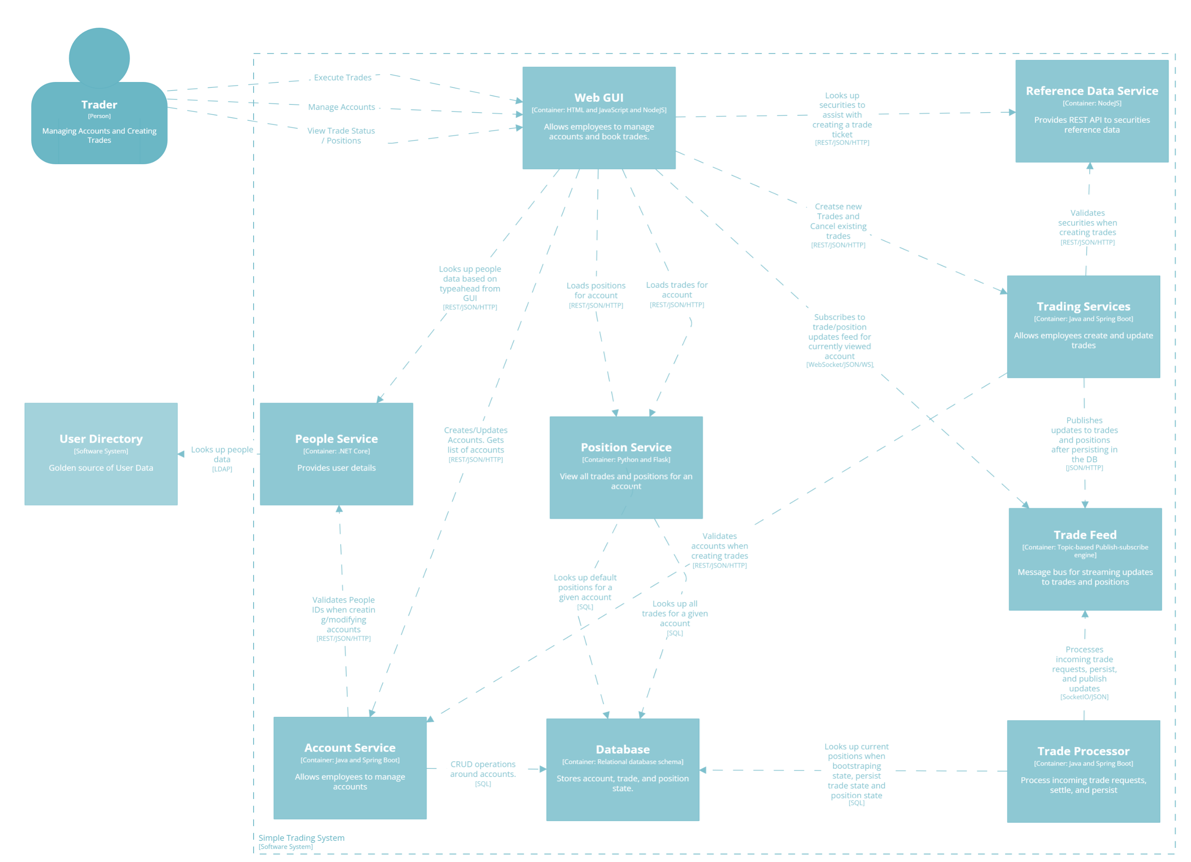 Trader
[Person]
Managing Accounts and Creating
Trades
Execute Trades
Manage Accounts
View Trade Status
/ Positions
Web GUI
[Container: HTML and JavaScript and NodeJS]
Allows employees to manage
accounts and book trades.
Looks up
securities to
assist with
creating a trade
ticket
[REST/JSON/HTTP]
Reference Data Service
[Container: NodeJS]
Provides REST API to securities
reference data
Creatse new
Trades and
Cancel existing
trades
[REST/JSON/HTTP]
Validates
securities when
creating trades
[REST/JSON/HTTP]
Looks up people
data based on
typeahead from
GUI
[REST/JSON/HTTP]
Loads positions
for account
[REST/JSON/HTTP]
Loads trades for
account
[REST/JSON/HTTP]
Subscribes to
trade/position
updates feed for
currently viewed
account
[WebSocket/JSON/WS]
Trading Services
[Container: Java and Spring Boot]
Allows employees create and update
trades
User Directory
[Software System]
Golden source of User Data
Looks up people
data
[LDAP]
People Service
[Container: .NET Core]
Provides user details
Creates/Updates
Accounts. Gets
list of accounts
[REST/JSON/HTTP]
Position Service
[Container: Python and Flask]
View all trades and positions for an
account
Publishes
updates to trades
and positions
after persisting in
the DB
[JSON/HTTP]
Validates
accounts when
creating trades
[REST/JSON/HTTP]
Trade Feed
[Container: Topic-based Publish-subscribe
engine]
Message bus for streaming updates
to trades and positions
Validates People
IDs when creatin
g/modifying
accounts
[REST/JSON/HTTP]
Looks up default
positions for a
given account
[SQL]
Looks up all
trades for a given
account
[SQL]
Processes
incoming trade
requests, persist,
and publish
updates
[SocketIO/JSON]
Account Service
[Container: Java and Spring Boot]
Allows employees to manage
accounts
CRUD operations
around accounts.
[SQL]
Database
[Container: Relational database schema]
Stores account, trade, and position
state.
Looks up current
positions when
bootstraping
state, persist
trade state and
position state
[SQL]
Trade Processor
[Container: Java and Spring Boot]
Process incoming trade requests,
settle, and persist
Simple Trading System
[Software System]